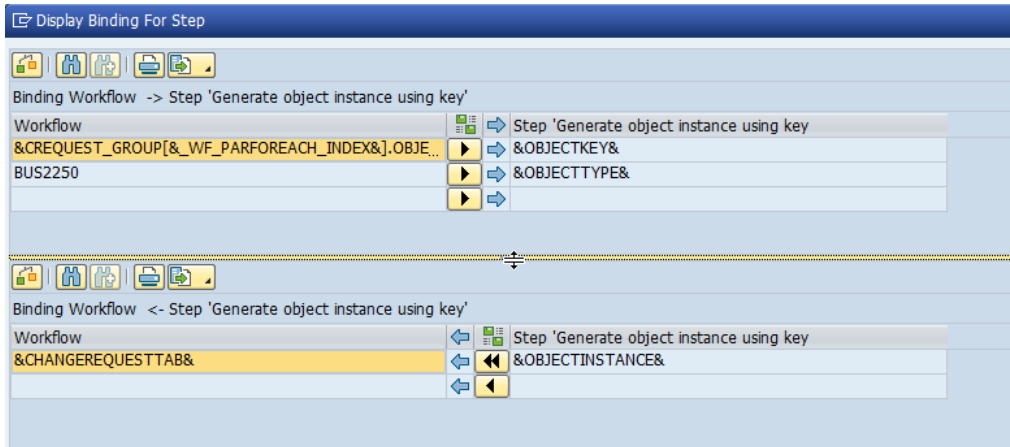 Display Binding For Step
Binding Workflow -> Step 'Generate object instance using key'
Workflow Step 'Generate object instance using key
&CREQUEST_GROUP[&_WF_PARFOREACH_INDEX&].OBJE... &OBJECTKEY&
BUS2250 &OBJECTTYPE&
Binding Workflow <- Step 'Generate object instance using key'
Workflow Step 'Generate object instance using key
&CHANGEREQUESTTAB& &OBJECTINSTANCE&